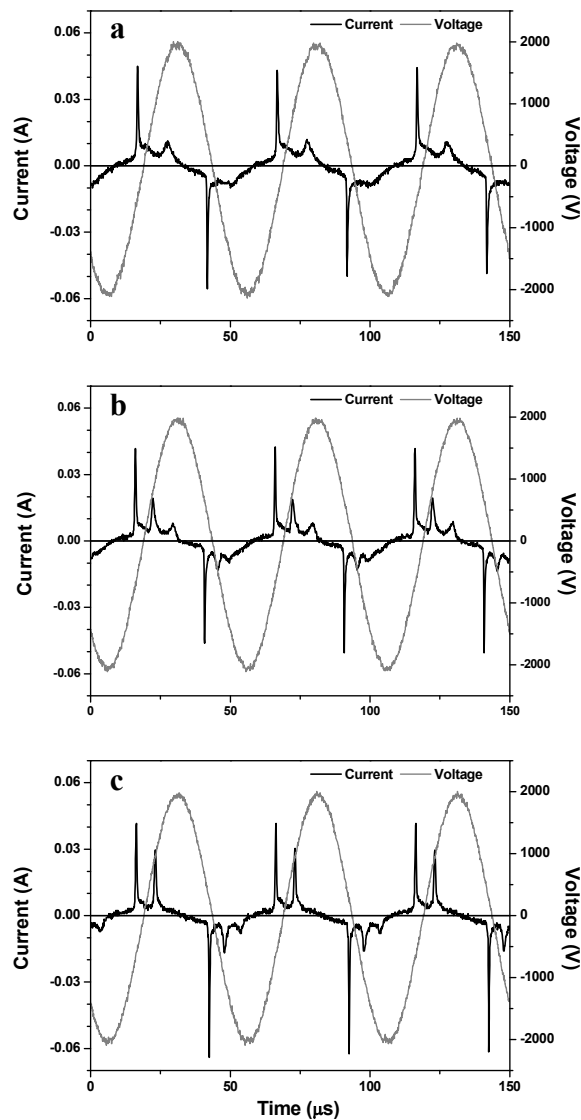 a
Current
Voltage
0.06
0.03
0.00
-0.03
-0.06
Current (A)
2000
1000
0
-1000
-2000
Voltage (V)
0
50
100
150
b
Current
Voltage
0.06
0.03
0.00
-0.03
-0.06
Current (A)
2000
1000
0
-1000
-2000
Voltage (V)
0
50
100
150
c
Current
Voltage
0.06
0.03
0.00
-0.03
-0.06
Current (A)
2000
1000
0
-1000
-2000
Voltage (V)
0
50
100
150
Time (μs)